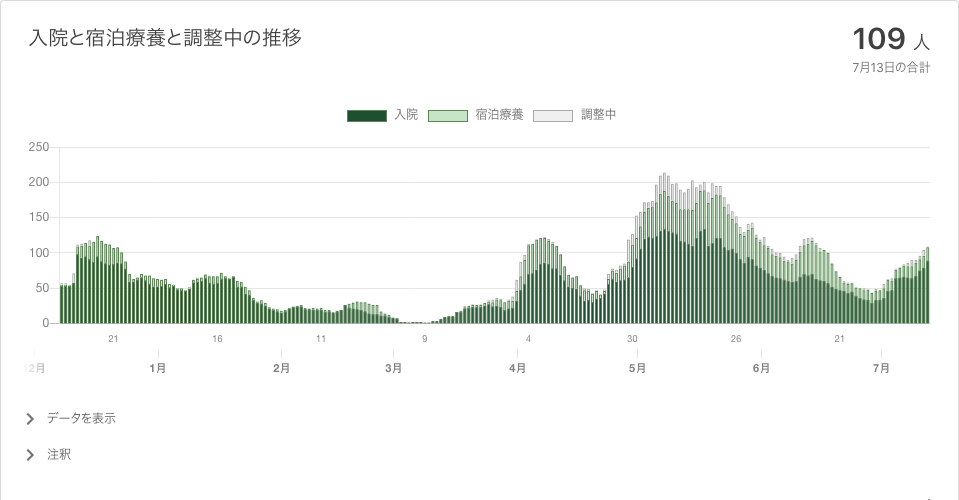 入院と宿泊療養と調整中の推移
109 人
7月13日の合計
入院 宿泊療養 調整中
250
200
150
100
50
0
21 16 11 9 4 30 26 21
2月 1月 2月 3月 4月 5月 6月 7月
データを表示
注釈